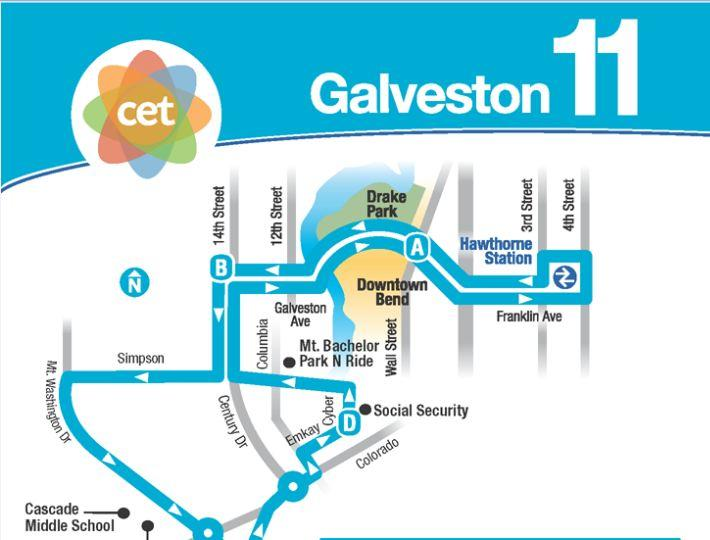 Galveston 11
cet
14th Street
12th Street
Drake
Park
3rd Street
4th Street
A
Hawthorne
Station
B
N
Downtown
Bend
Galveston
Ave
Franklin Ave
Wall Street
Columbia
Mt. Bachelor
Park N Ride
Simpson
Mt. Washington Dr
Century Dr
Cyber
Social Security
D
Emkay
Colorado
Cascade
Middle School